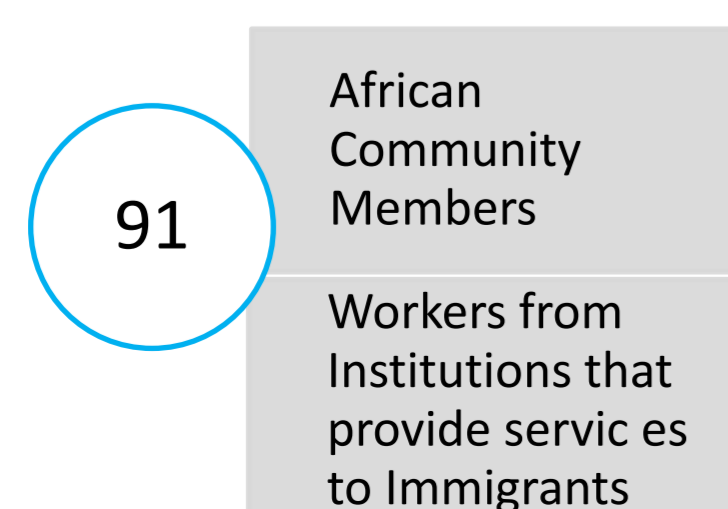 91
African
Community
Members
Workers from
Institutions that
provide servic es
to Immigrants